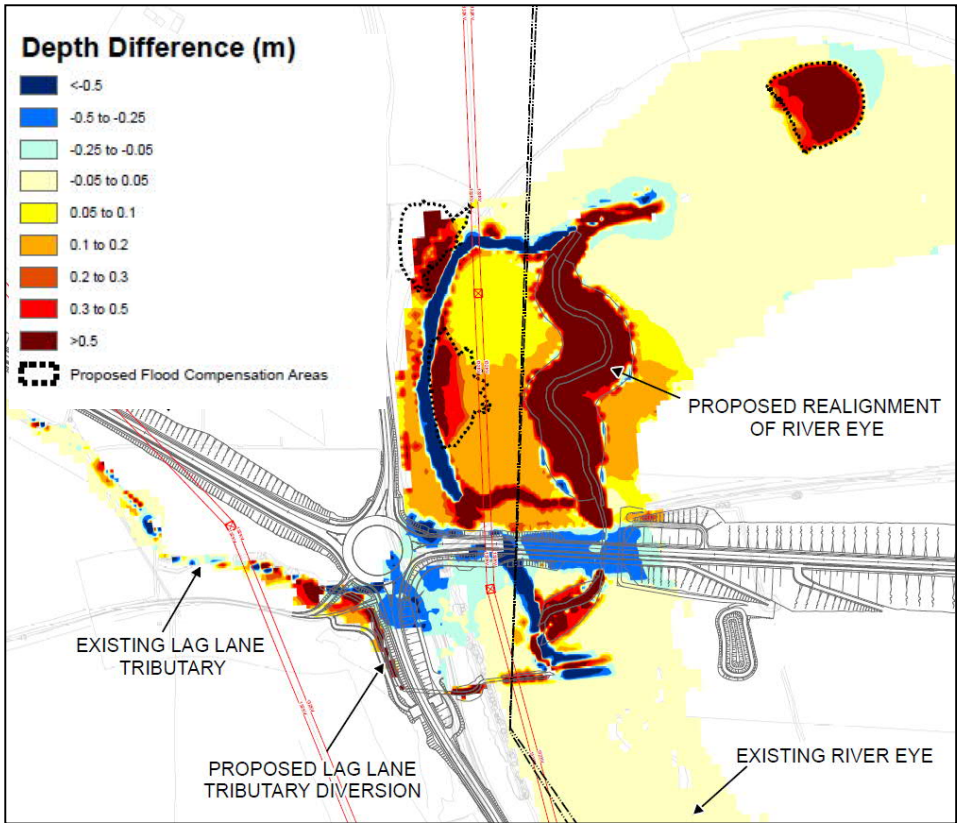 Depth Difference (m)
<-0.5
-0.5 to -0.25
-0.25 to -0.05
-0.05 to 0.05
0.05 to 0.1
0.1 to 0.2
0.2 to 0.3
0.3 to 0.5
>0.5
Proposed Flood Compensation Areas
PROPOSED REALIGNMENT
OF RIVER EYE
EXISTING LAG LANE
TRIBUTARY
PROPOSED LAG LANE
TRIBUTARY DIVERSION
EXISTING RIVER EYE